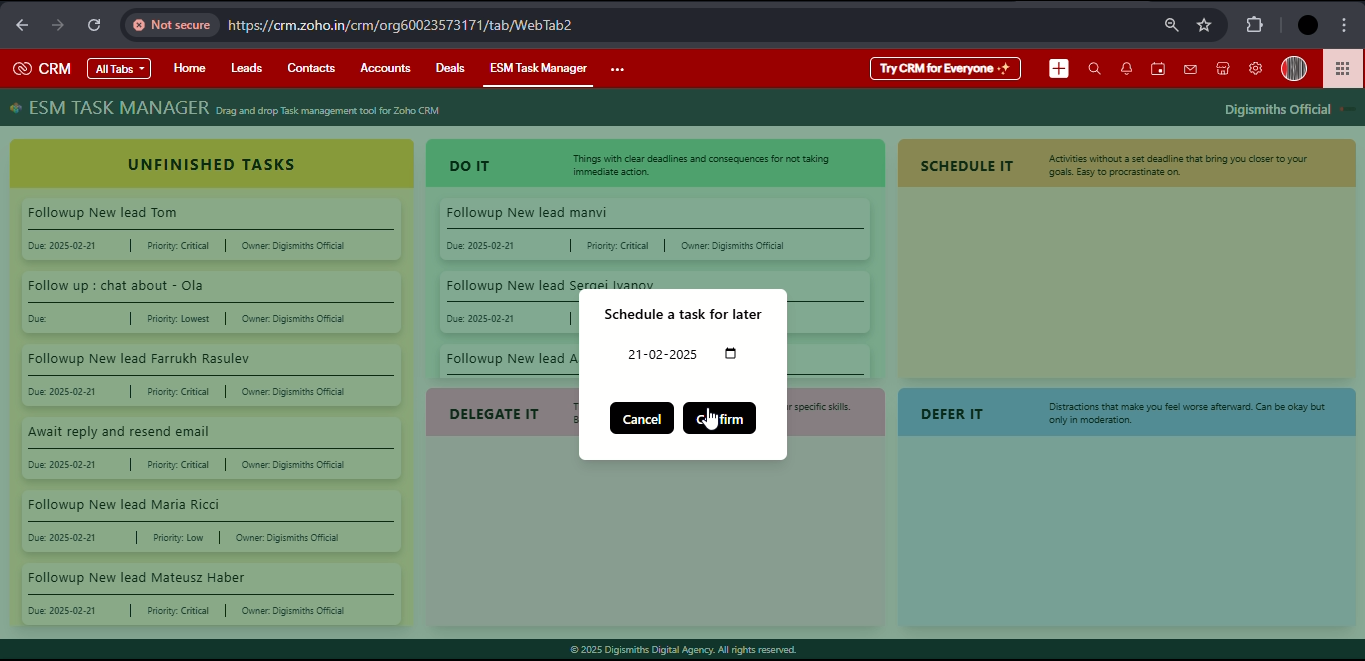 Not secure
https://crm.zoho.in/crm/org60023573171/tab/WebTab2
CRM
All Tabs
Home
Leads
Contacts
Accounts
Deals
ESM Task Manager
...
Try CRM for Everyone
ESM TASK MANAGER Drag and drop Task management tool for Zoho CRM
Digismiths Official
UNFINISHED TASKS
Followup New lead Tom
Due: 2025-02-21 Priority: Critical Owner: Digismiths Official
Follow up : chat about - Ola
Due: Priority: Lowest Owner: Digismiths Official
Followup New lead Farrukh Rasulev
Due: 2025-02-21 Priority: Critical Owner: Digismiths Official
Await reply and resend email
Due: 2025-02-21 Priority: Critical Owner: Digismiths Official
Followup New lead Maria Ricci
Due: 2025-02-21 Priority: Low Owner: Digismiths Official
Followup New lead Mateusz Haber
Due: 2025-02-21 Priority: Critical Owner: Digismiths Official
DO IT
Things with clear deadlines and consequences for not taking
immediate action.
Followup New lead manvi
Due: 2025-02-21 Priority: Critical Owner: Digismiths Official
Followup New lead Sergei Ivanov
Due: 2025-02-21
Followup New lead
SCHEDULE IT
Activities without a set deadline that bring you closer to your
goals. Easy to procrastinate on.
Schedule a task for later
21-02-2025
Cancel
DELEGATE IT
specific skills.
DEFER IT
Distractions that make you feel worse afterward. Can be okay but
only in moderation.
© 2025 Digismiths Digital Agency. All rights reserved.